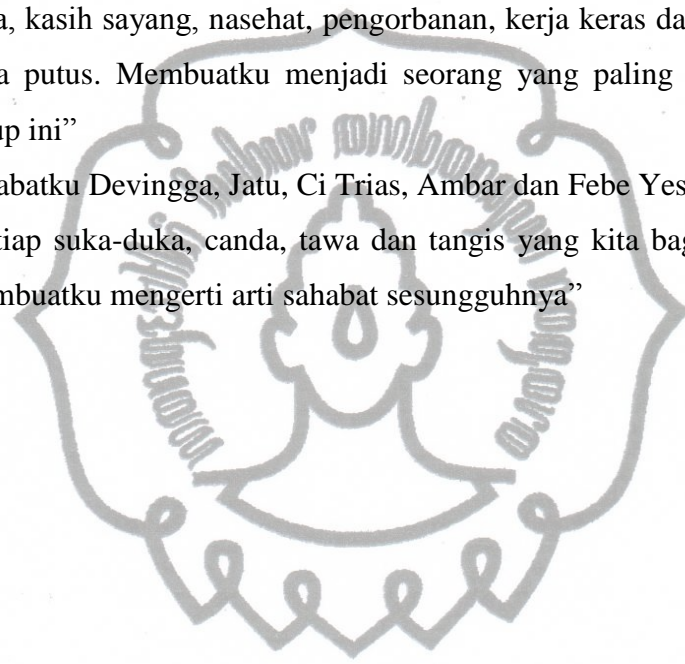 a, kasih sayang, nasehat, pengorbanan, kerja keras da
a putus. Membuatku menjadi seorang yang paling
up ini”
abatku Devingga, Jatu, Ci Trias, Ambar dan Febe Yes
tiap suka-duka, canda, tawa dan tangis yang kita bag
mbuatku mengerti arti sahabat sesungguhnya”